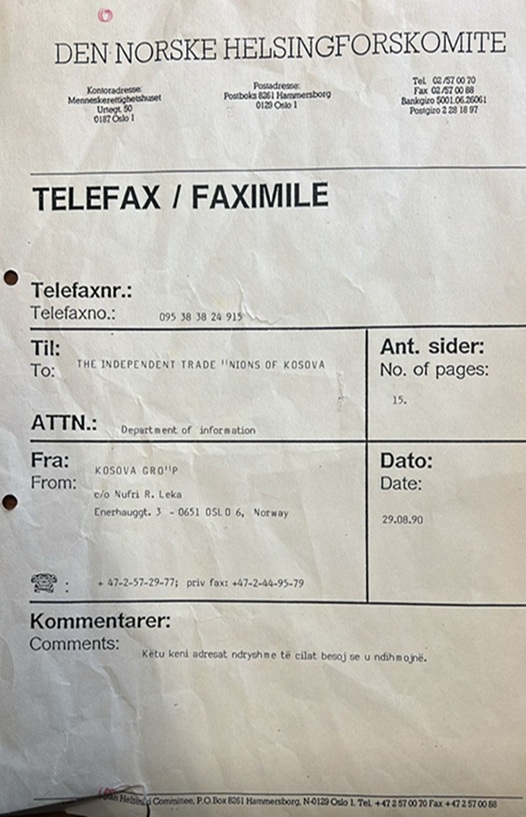 DEN NORSKE HELSINGFORSKOMITE
Kontoradresse:
Menneskerettighetshuset
Urtegt. 50
0187 Oslo 1
Postadresse:
Postboks 8261 Hammersborg
0129 Oslo 1
Tel. 02/57 00 70
Fax 02/57 00 88
Bankgiro 5001.06.26061
Postgiro 2 28 18 97
TELEFAX / FAXIMILE
Telefaxnr.:
Telefaxno.: 095 38 38 24 915
Til:
To: THE INDEPENDENT TRADE "NIONS OF KOSOVA
Ant. sider:
No. of pages:
15.
ATTN.: Department of information
Fra:
From: KOSOVA GRO"P
c/o Nufri R. Leka
Enerhauggt. 3 - 0651 OSLO 6, Norway
Dato:
Date:
29.08.90
: + 47-2-57-29-77; priv fax: +47-2-44-95-79
Kommentarer:
Comments: Këtu keni adresat ndryshme të cilat besoj se u ndihmojnë.
Helsinki Committee, P.O.Box 8261 Hammersborg, N-0129 Oslo 1. Tel. +47 2 57 00 70 Fax +47 2 57 00 88